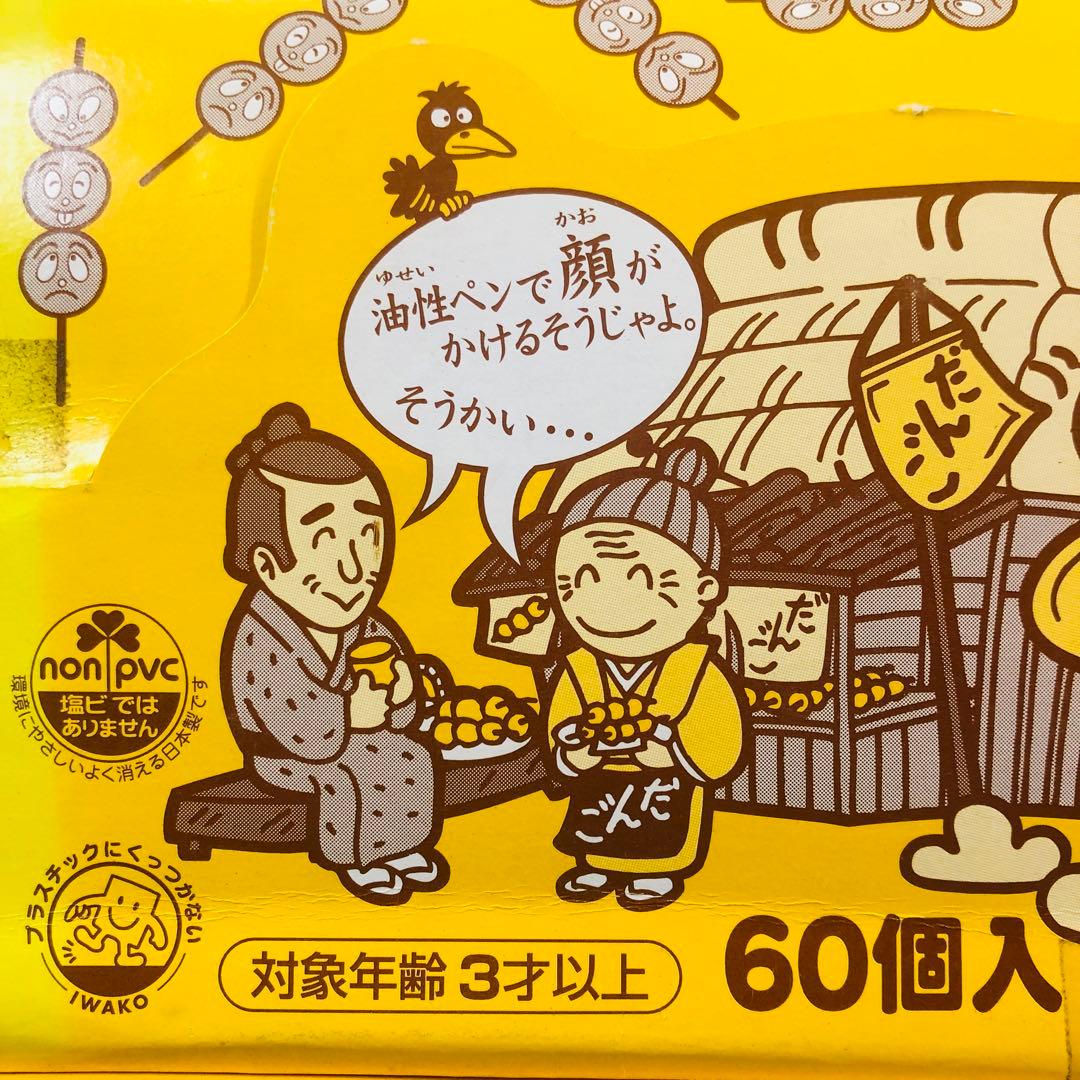 かお
ゆせい
油性ペンで顔が
かけるそうじゃよ。
そうかい...
だんご
だんご
だんご
non pvc
塩ビでは
ありません
環境にやさしいよく消える日本製です
プラスチックにくっつかない
IWAKO
対象年齢 3才以上
60個入